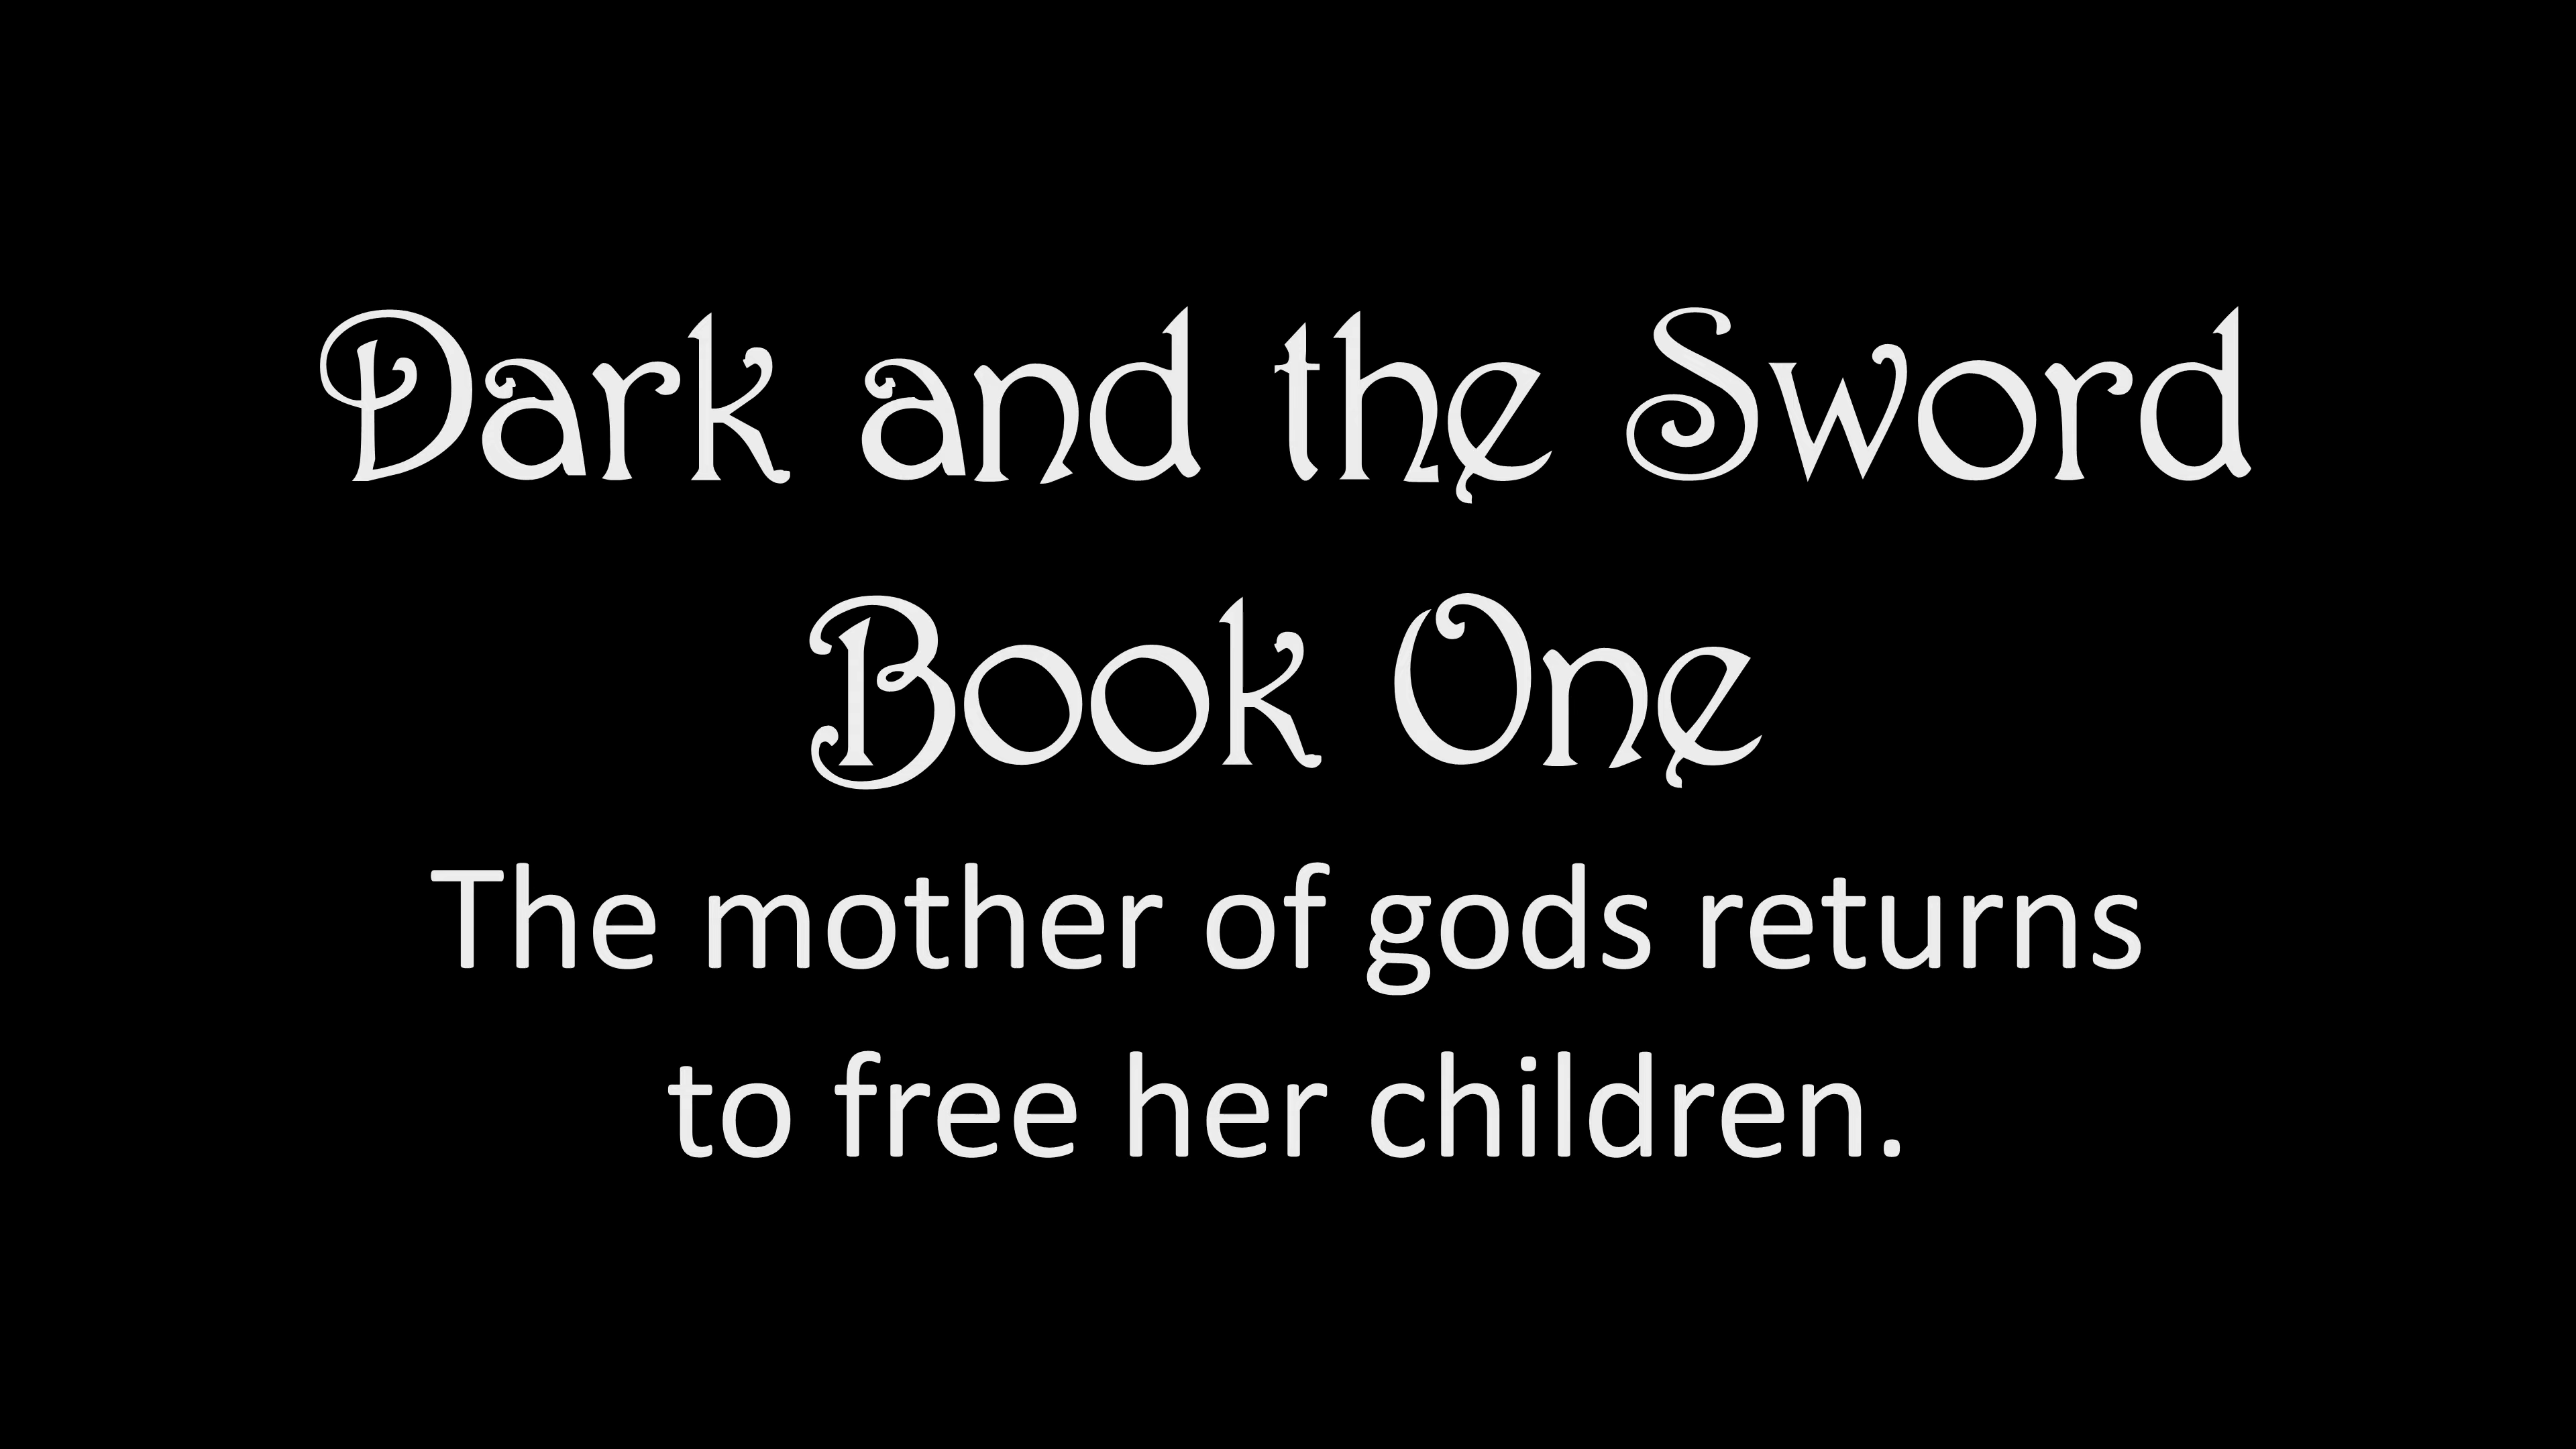 Dark and the Sword
Book One
The mother of gods returns
to free her children.